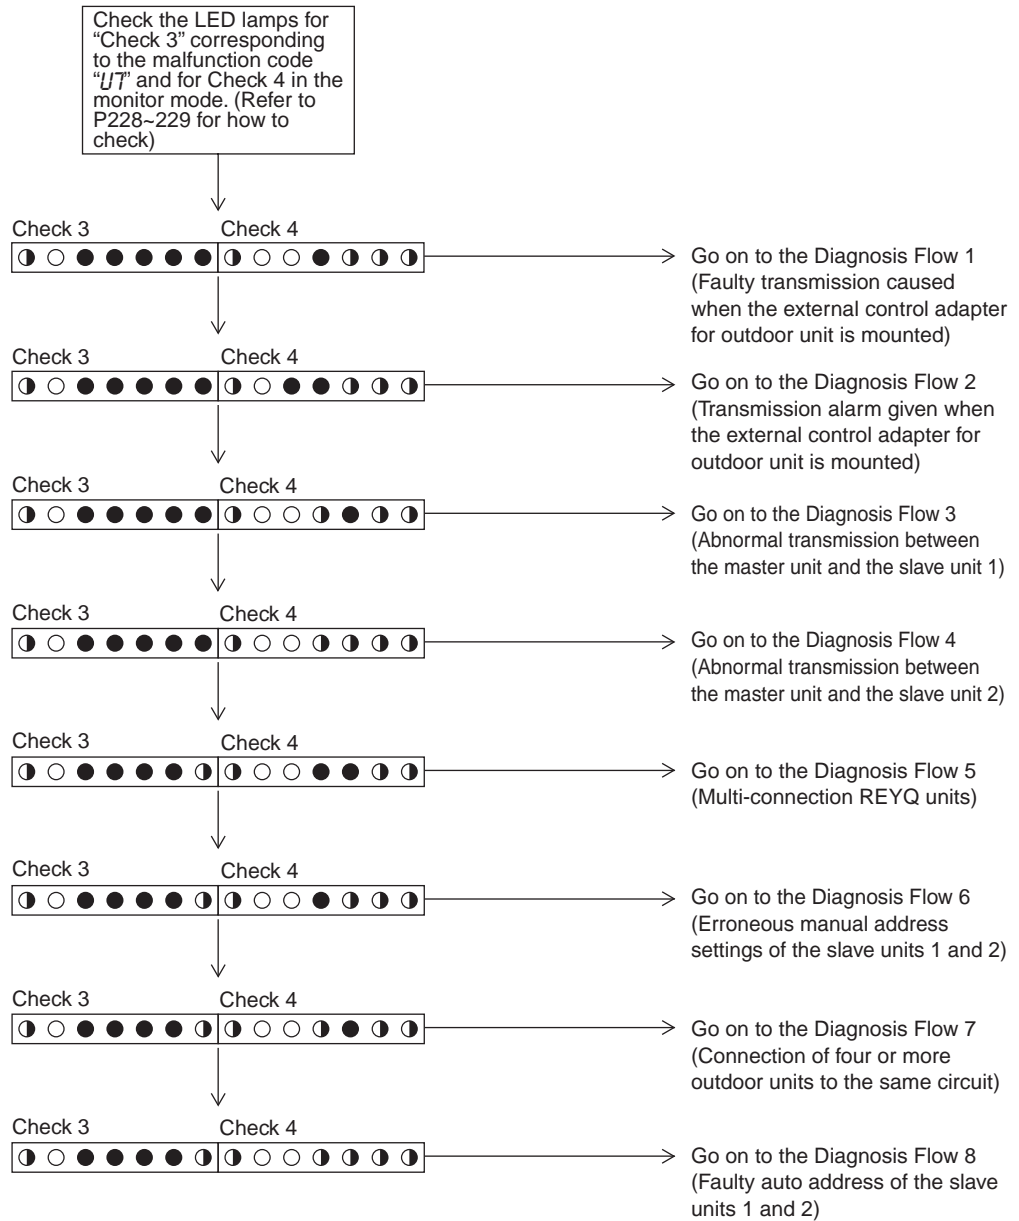 Check the LED lamps for
“Check 3” corresponding
to the malfunction code
“U7” and for Check 4 in the
monitor mode. (Refer to
P228~229 for how to
check)
Check 3 Check 4
Go on to the Diagnosis Flow 1
(Faulty transmission caused
when the external control adapter
for outdoor unit is mounted)
Check 3 Check 4
Go on to the Diagnosis Flow 2
(Transmission alarm given when
the external control adapter for
outdoor unit is mounted)
Check 3 Check 4
Go on to the Diagnosis Flow 3
(Abnormal transmission between
the master unit and the slave unit 1)
Check 3 Check 4
Go on to the Diagnosis Flow 4
(Abnormal transmission between
the master unit and the slave unit 2)
Check 3 Check 4
Go on to the Diagnosis Flow 5
(Multi-connection REYQ units)
Check 3 Check 4
Go on to the Diagnosis Flow 6
(Erroneous manual address
settings of the slave units 1 and 2)
Check 3 Check 4
Go on to the Diagnosis Flow 7
(Connection of four or more
outdoor units to the same circuit)
Check 3 Check 4
Go on to the Diagnosis Flow 8
(Faulty auto address of the slave
units 1 and 2)